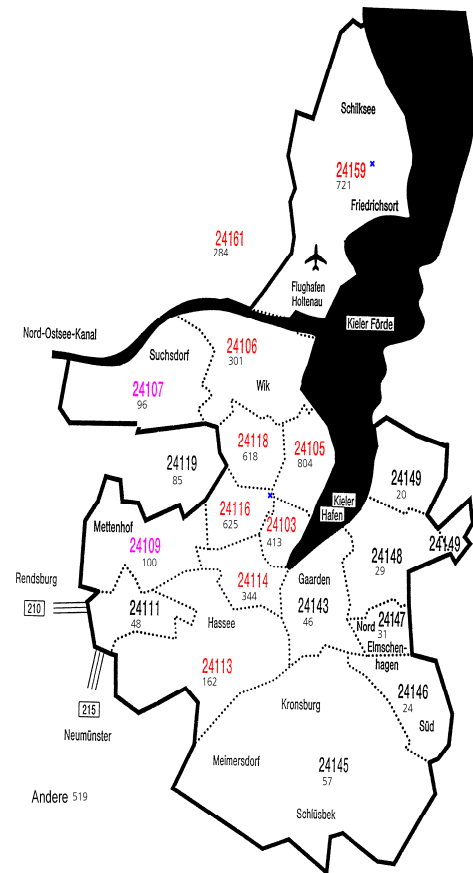 Schilksee
24159
721
Friedrichsort
24161
284
Flughafen
Holtenau
Kieler Förde
Nord-Ostsee-Kanal
Suchsdorf
24106
301
Wik
24107
96
24118
618
24105
804
24119
85
24149
20
Kieler
Hafen
24116
625
24103
413
Mettenhof
24109
100
24149
24148
29
Rendsburg
210
24111
48
24114
344
Gaarden
24143
46
Hassee
Nord
24147
31
Elmschen-
hagen
24113
162
24146
24
Süd
215
Neumünster
Kronsburg
Meimersdorf
24145
57
Andere 519
Schlüsbek